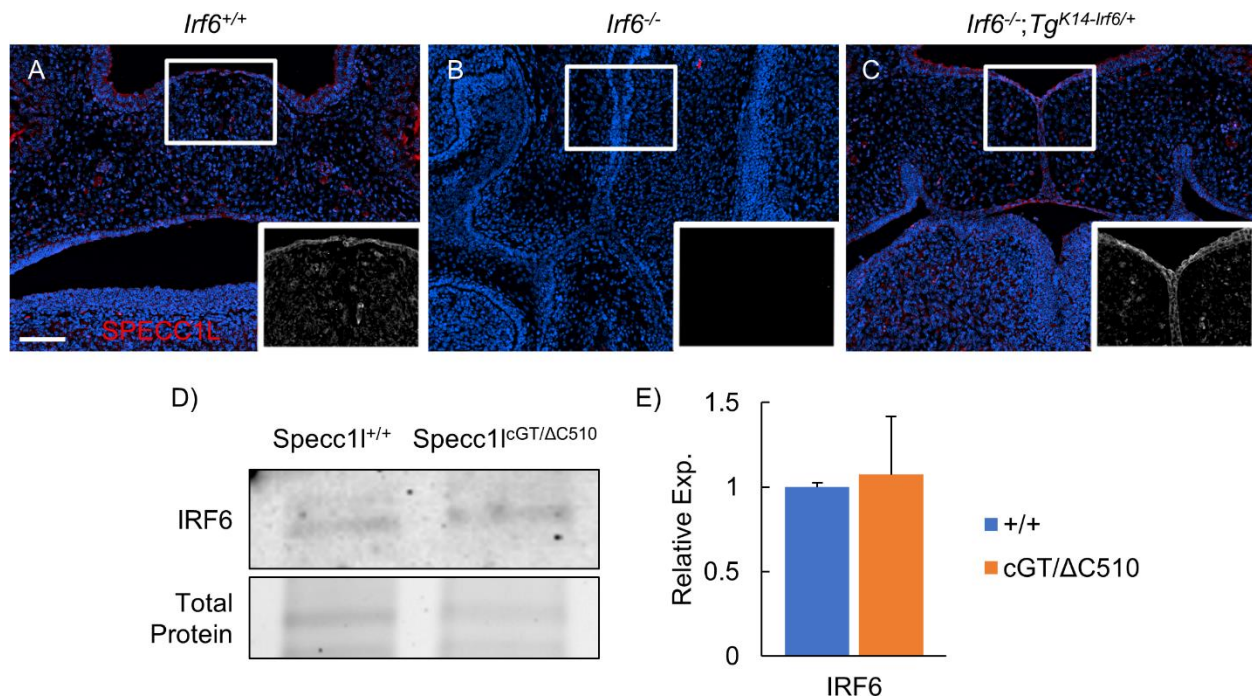 Irf6+/+
Irf6-/-
Irf6-/-;TgK14-Irf6/+
A
B
C
SPECC1L
D)
Specc1l+/+
Specc1lcGT/ΔC510
IRF6
Total
Protein
E)
1.5
1
0.5
0
Relative Exp.
IRF6
+/+
cGT/ΔC510